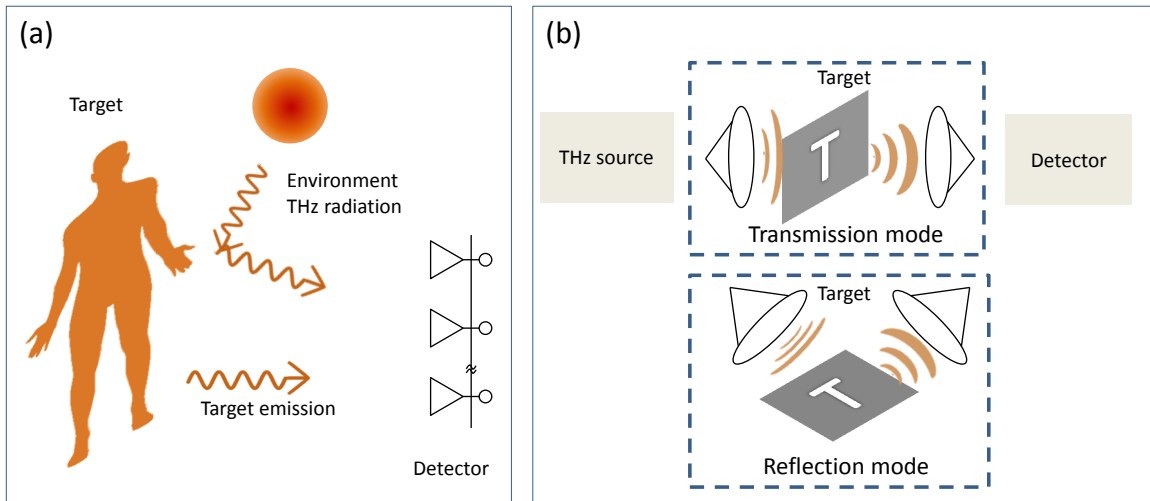 (a)
Target
Environment
THz radiation
Target emission
Detector
(b)
Target
THz source
T
Detector
Transmission mode
Target
T
Reflection mode